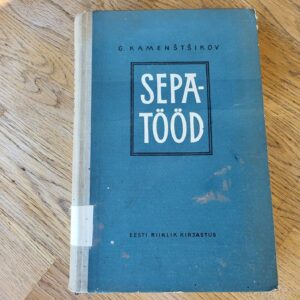 G. KAMENŠTŠIKOV
SEPA-
TÖÖD
EESTI RIIKLIK KIRJASTUS